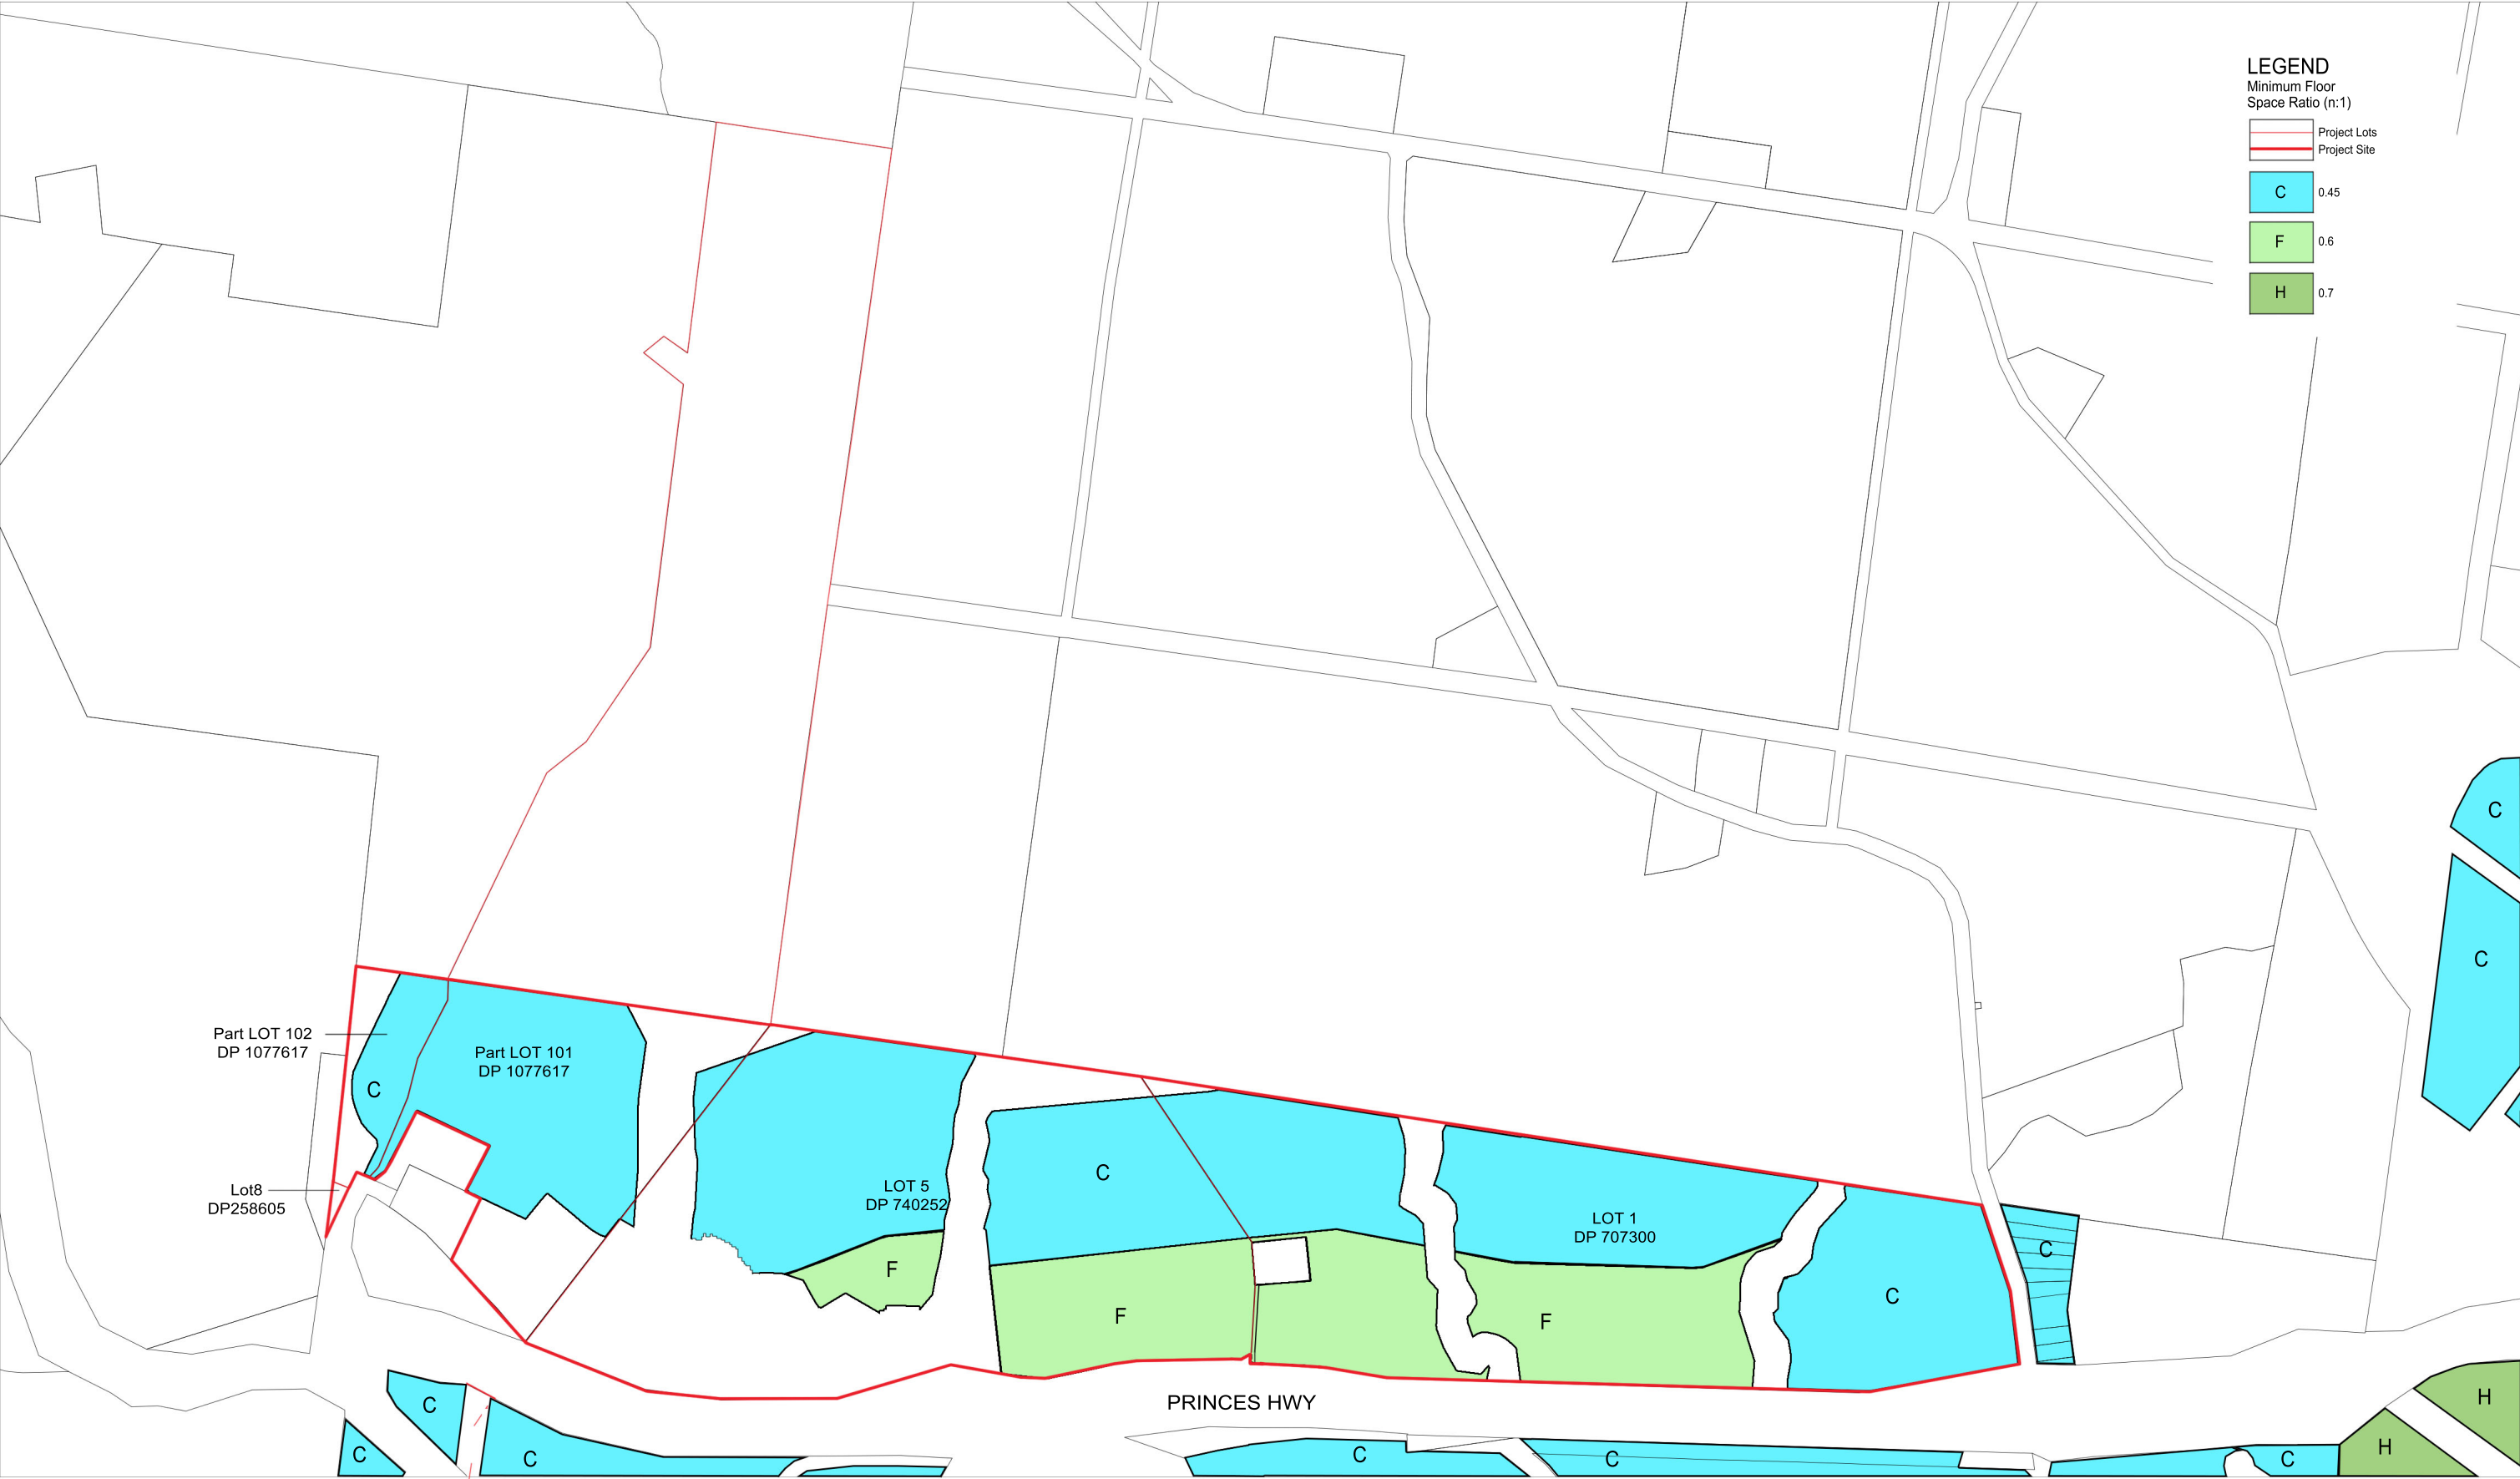 LEGEND
Minimum Floor
Space Ratio (n:1)
Project Lots
Project Site
C 0.45
F 0.6
H 0.7
C
C
Part LOT 102
DP 1077617
Part LOT 101
DP 1077617
C
Lot8
DP258605
LOT 5
DP 740252
F
C
F
LOT 1
DP 707300
F
C
C
PRINCES HWY
C
C
C
C
C
C
H
H